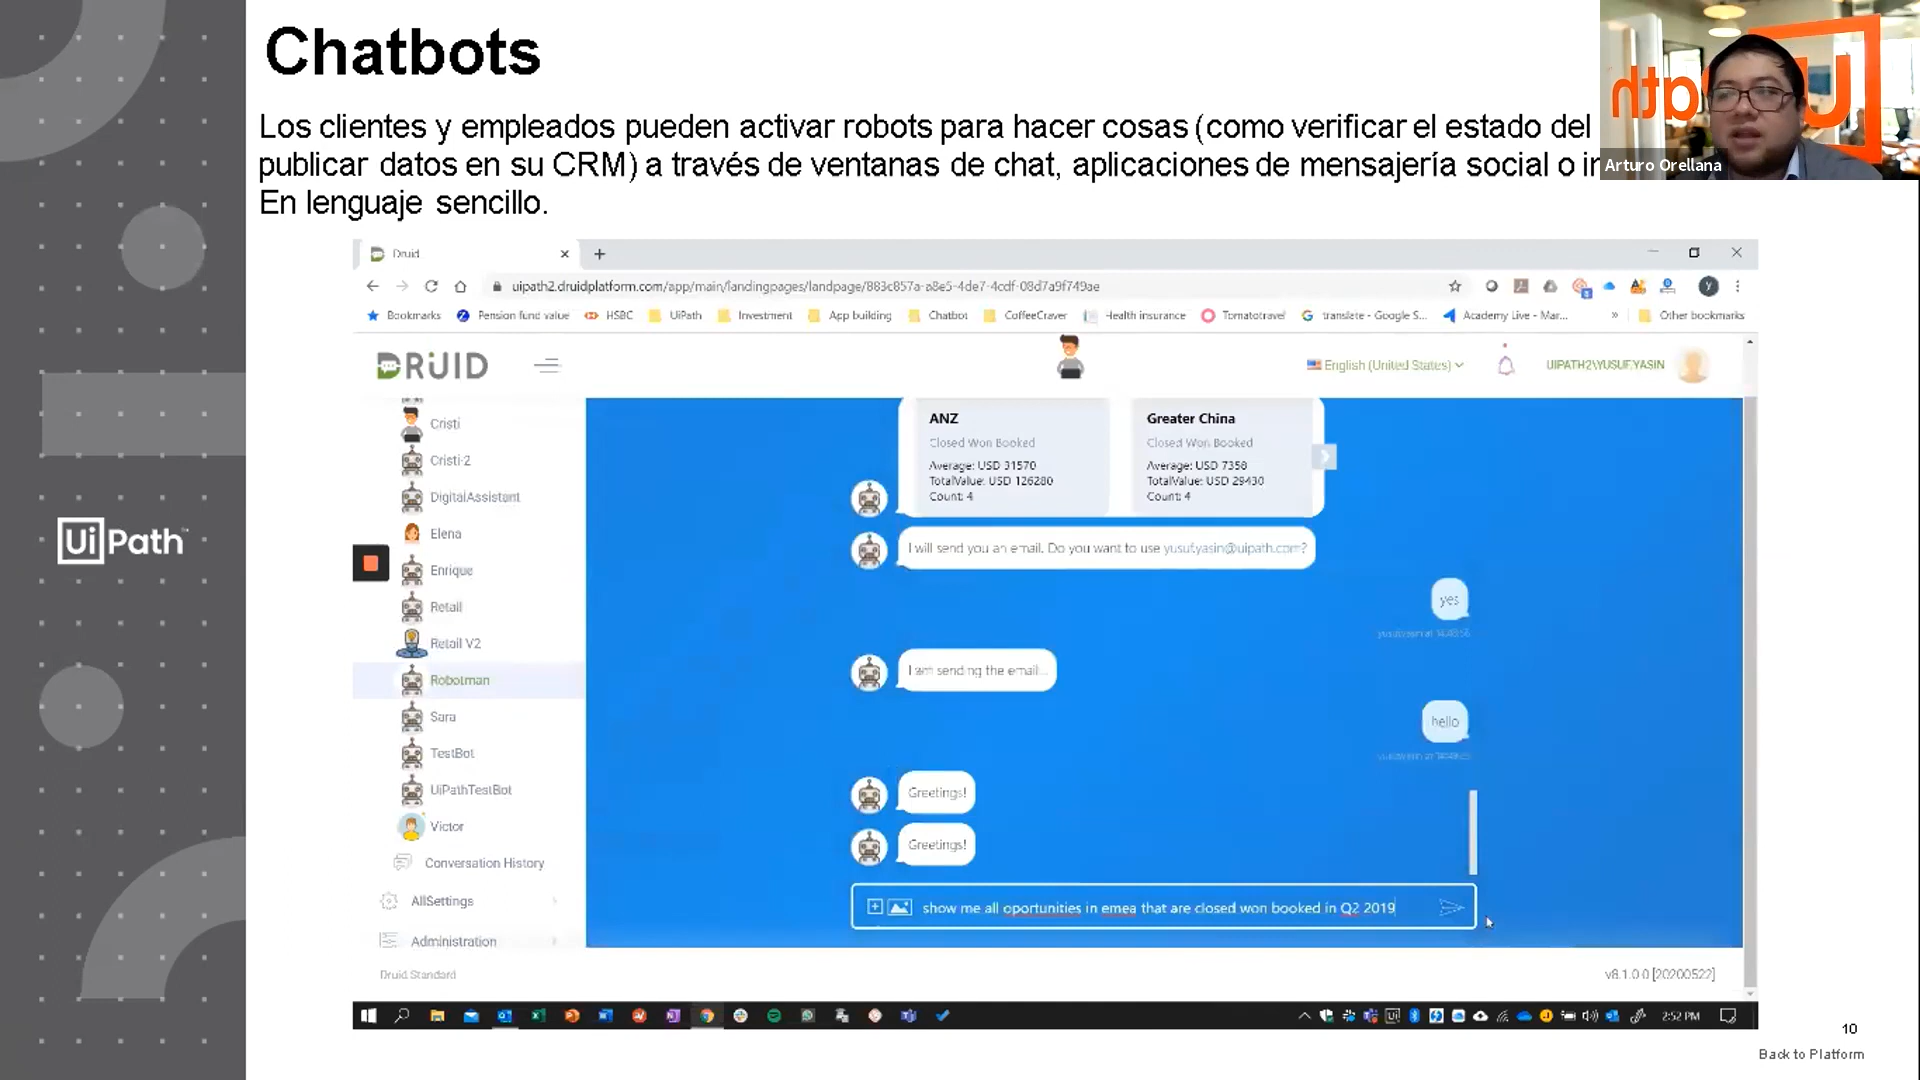 Chatbots
Los clientes y empleados pueden activar robots para hacer cosas (como verificar el estado del
publicar datos en su CRM) a través de ventanas de chat, aplicaciones de mensajería social o
En lenguaje sencillo.
UiPath
Arturo Orellana
UiPath
Druid
uipath2.druidplatform.com/app/main/landingpages/landpage/883c857a-a8e5-4de7-4cdf-08d7a9f749ae
Bookmarks Pension fund value HSBC UiPath Investment App building Chatbot CoffeeCraver Health insurance Tomatotravel translate - Google S... Academy Live - Mar... » Other bookmarks
DRUID
English (United States)
UIPATH2\YUSUF.YASIN
Cristi
Cristi-2
DigitalAssistant
Elena
Enrique
Retail
Retail V2
Robotman
Sara
TestBot
UiPathTestBot
Victor
Conversation History
AllSettings
Administration
Druid Standard
ANZ
Closed Won Booked
Average: USD 31570
TotalValue: USD 126280
Count: 4
Greater China
Closed Won Booked
Average: USD 7358
TotalValue: USD 29430
Count: 4
I will send you an email. Do you want to use yusuf.yasin@uipath.com?
yes
I am sending the email...
hello
Greetings!
Greetings!
show me all oportunities in emea that are closed won booked in Q2 2019
v8.1.0.0 [20200522]
2:52 PM
10
Back to Platform